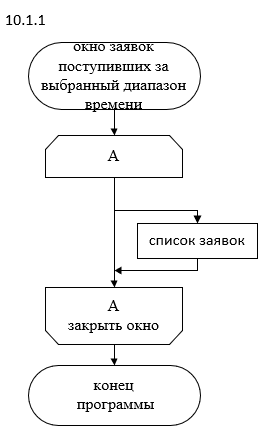 10.1.1
окно заявок
поступивших за
выбранный диапазон
времени
А
список заявок
А
закрыть окно
конец
программы